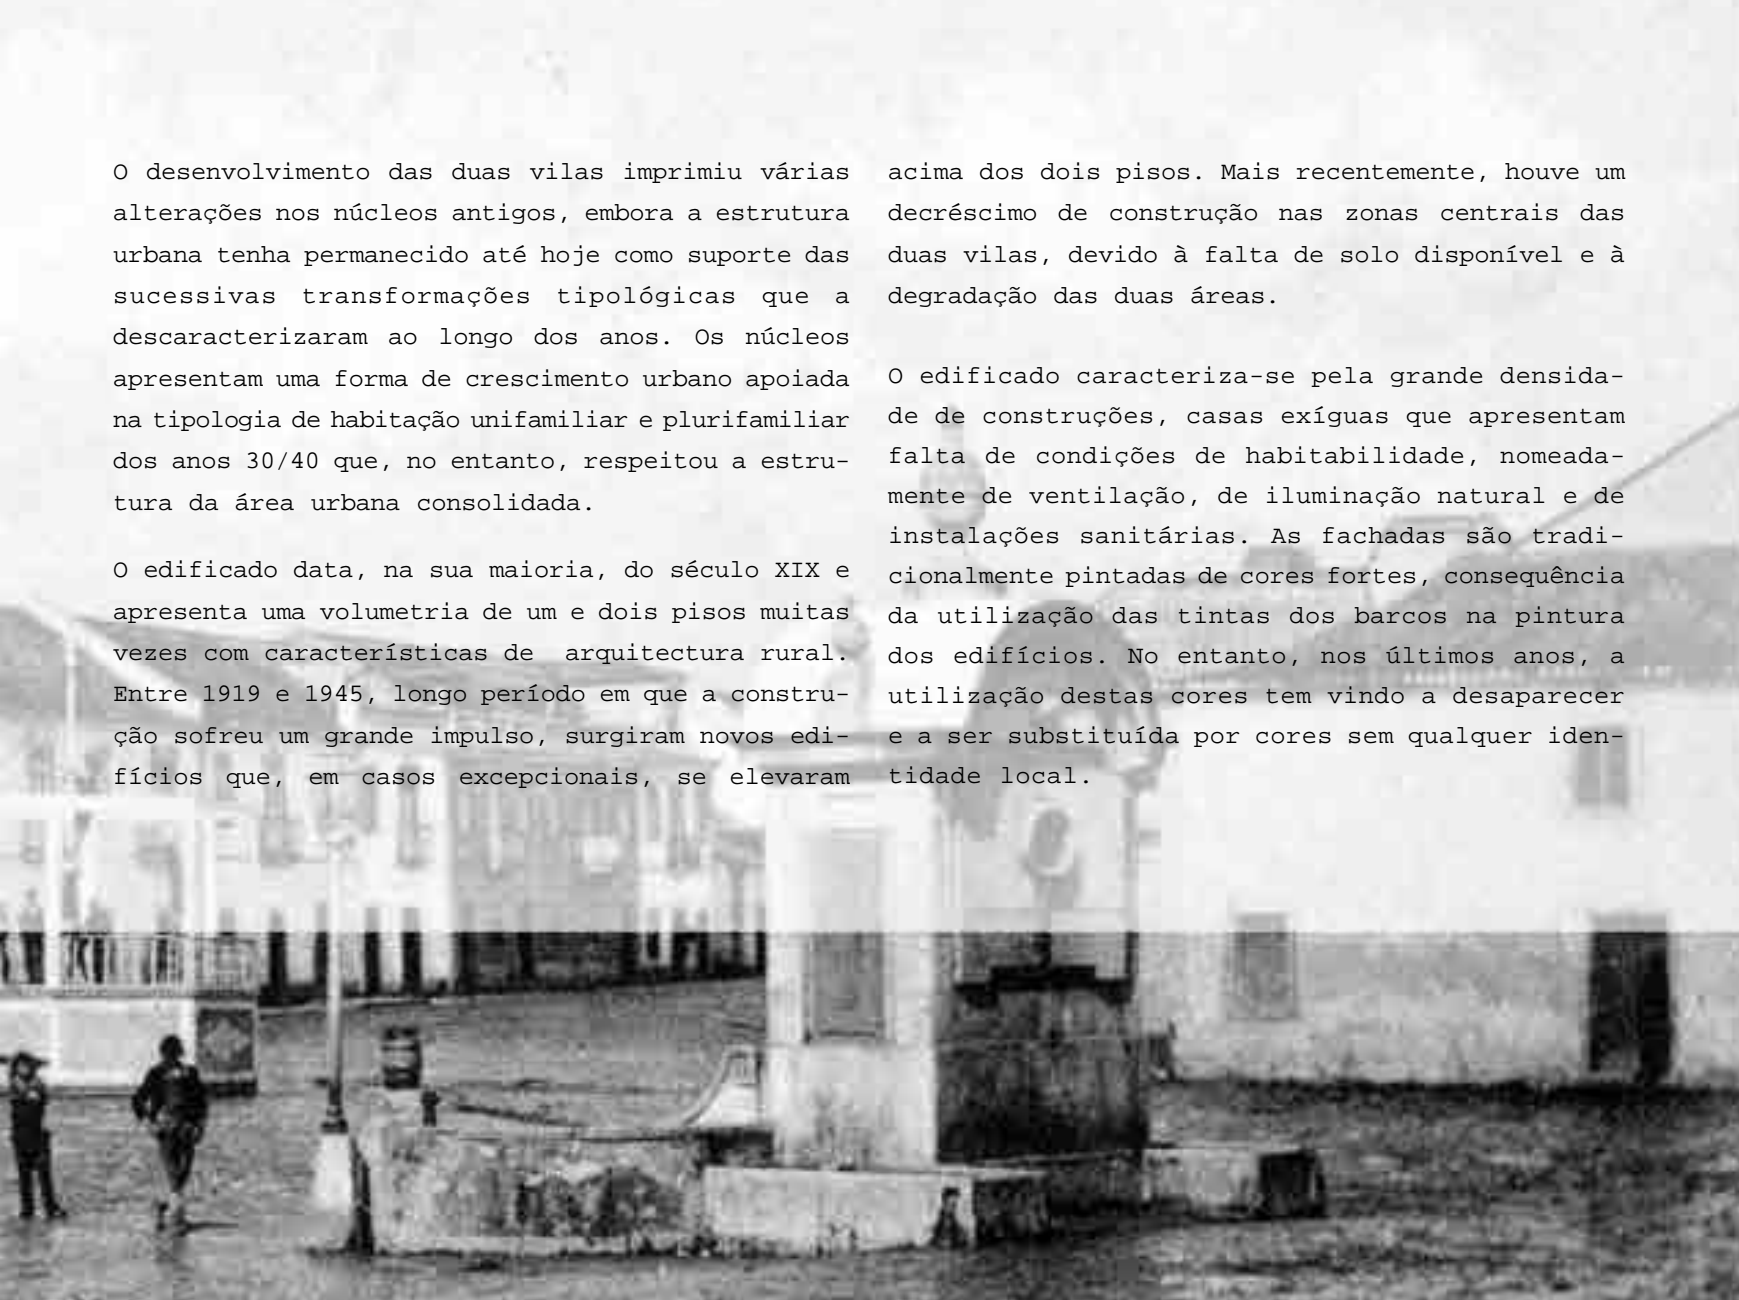 O desenvolvimento das duas vilas imprimiu várias
alterações nos núcleos antigos, embora a estrutura
urbana tenha permanecido até hoje como suporte das
sucessivas transformações tipológicas que a
descaracterizaram ao longo dos anos. Os núcleos
apresentam uma forma de crescimento urbano apoiada
na tipologia de habitação unifamiliar e plurifamiliar
dos anos 30/40 que, no entanto, respeitou a estru-
tura da área urbana consolidada.
O edificado data, na sua maioria, do século XIX e
apresenta uma volumetria de um e dois pisos muitas
vezes com características de arquitectura rural.
Entre 1919 e 1945, longo período em que a constru-
ção sofreu um grande impulso, surgiram novos edi-
fícios que, em casos excepcionais, se elevaram
acima dos dois pisos. Mais recentemente, houve um
decréscimo de construção nas zonas centrais das
duas vilas, devido à falta de solo disponível e à
degradação das duas áreas.
O edificado caracteriza-se pela grande densida-
de de construções, casas exíguas que apresentam
falta de condições de habitabilidade, nomeada-
mente de ventilação, de iluminação natural e de
instalações sanitárias. As fachadas são tradi-
cionalmente pintadas de cores fortes, consequência
da utilização das tintas dos barcos na pintura
dos edifícios. No entanto, nos últimos anos, a
utilização destas cores tem vindo a desaparecer
e a ser substituída por cores sem qualquer iden-
tidade local.